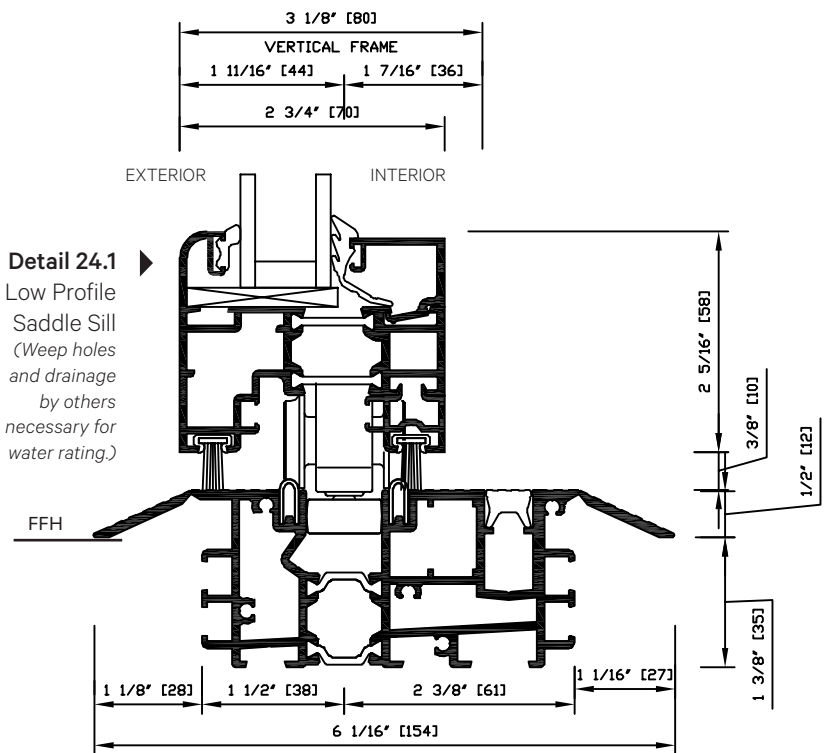 3 1/8" [80]
VERTICAL FRAME
1 11/16" [44]
1 7/16" [36]
2 3/4" [70]
EXTERIOR
INTERIOR
Detail 24.1
Low Profile
Saddle Sill
(Weep holes
and drainage
by others
necessary for
water rating.)
2 5/16" [58]
3/8" [10]
1/2" [12]
FFH
1 3/8" [35]
1 1/8" [28]
1 1/2" [38]
2 3/8" [61]
1 1/16" [27]
6 1/16" [154]